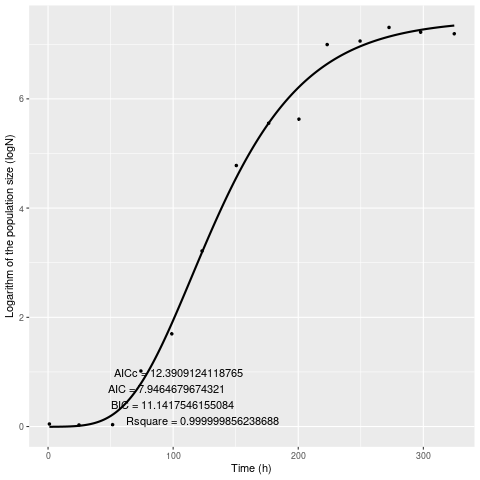 6
4
2
0
Logarithm of the population size (logN)
AICc = 12.3909124118765
AIC = 7.9464679674321
BIC = 11.1417546155084
Rsquare = 0.999999856238688
0 100 200 300
Time (h)